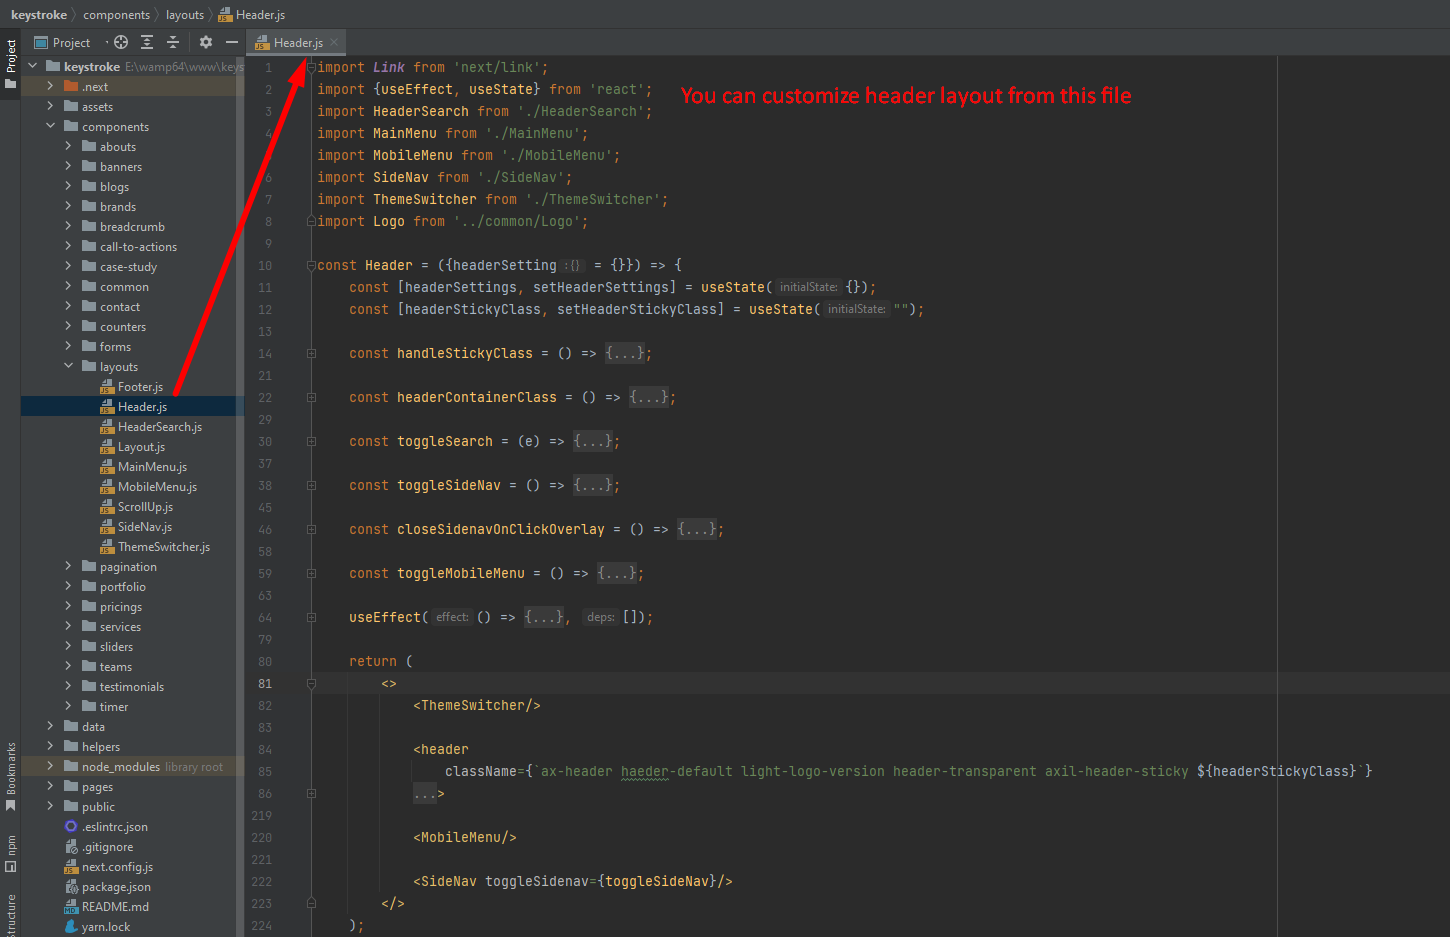 keystroke components layouts Header.js
Project
Header.js
Project
keystroke E:\wamp64\www\keys
.next
assets
components
abouts
banners
blogs
brands
breadcrumb
call-to-actions
case-study
common
contact
counters
forms
layouts
Footer.js
Header.js
HeaderSearch.js
Layout.js
MainMenu.js
MobileMenu.js
ScrollUp.js
SideNav.js
ThemeSwitcher.js
pagination
portfolio
pricings
services
sliders
teams
testimonials
timer
data
helpers
node_modules library root
pages
public
.eslintrc.json
.gitignore
next.config.js
package.json
README.md
yarn.lock
Bookmarks
npm
structure
1 import Link from 'next/link';
2 import {useEffect, useState} from 'react';
You can customize header layout from this file
3 import HeaderSearch from './HeaderSearch';
4 import MainMenu from './MainMenu';
import MobileMenu from './MobileMenu';
6 import SideNav from './SideNav';
7 import ThemeSwitcher from './ThemeSwitcher';
8 import Logo from '../common/Logo';
9
10 const Header = ({headerSetting :{} = {}}) => {
11 const [headerSettings, setHeaderSettings] = useState( initialState: {});
12 const [headerStickyClass, setHeaderStickyClass] = useState( initialState: "");
13
14 const handleStickyClass = () => {...};
21
22 const headerContainerClass = () => {...};
29
30 const toggleSearch = (e) => {...};
37
38 const toggleSideNav = () => {...};
45
46 const closeSidenavOnClickOverlay = () => {...};
58
59 const toggleMobileMenu = () => {...};
63
64 useEffect( effect: () => {...}, deps: []);
79
80 return (
81 <>
82 <ThemeSwitcher/>
83
84 <header
85 className={`ax-header haeder-default light-logo-version header-transparent axil-header-sticky ${headerStickyClass}`}
86 ...>
219
220 <MobileMenu/>
221
222 <SideNav toggleSidenav={toggleSideNav}/>
223 </>
224 );